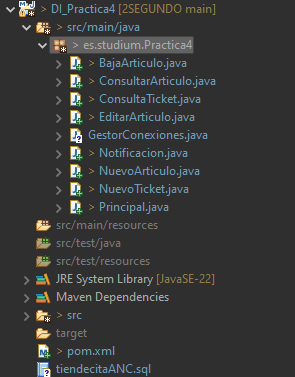 > DI_Practica4 [2SEGUNDO main]
> src/main/java
> es.studium.Practica4
> BajaArticulo.java
> ConsultarArticulo.java
> ConsultaTicket.java
> EditarArticulo.java
GestorConexiones.java
> Notificacion.java
> NuevoArticulo.java
> NuevoTicket.java
> Principal.java
src/main/resources
src/test/java
src/test/resources
JRE System Library [JavaSE-22]
Maven Dependencies
> src
target
> pom.xml
tiendecitaANC.sql